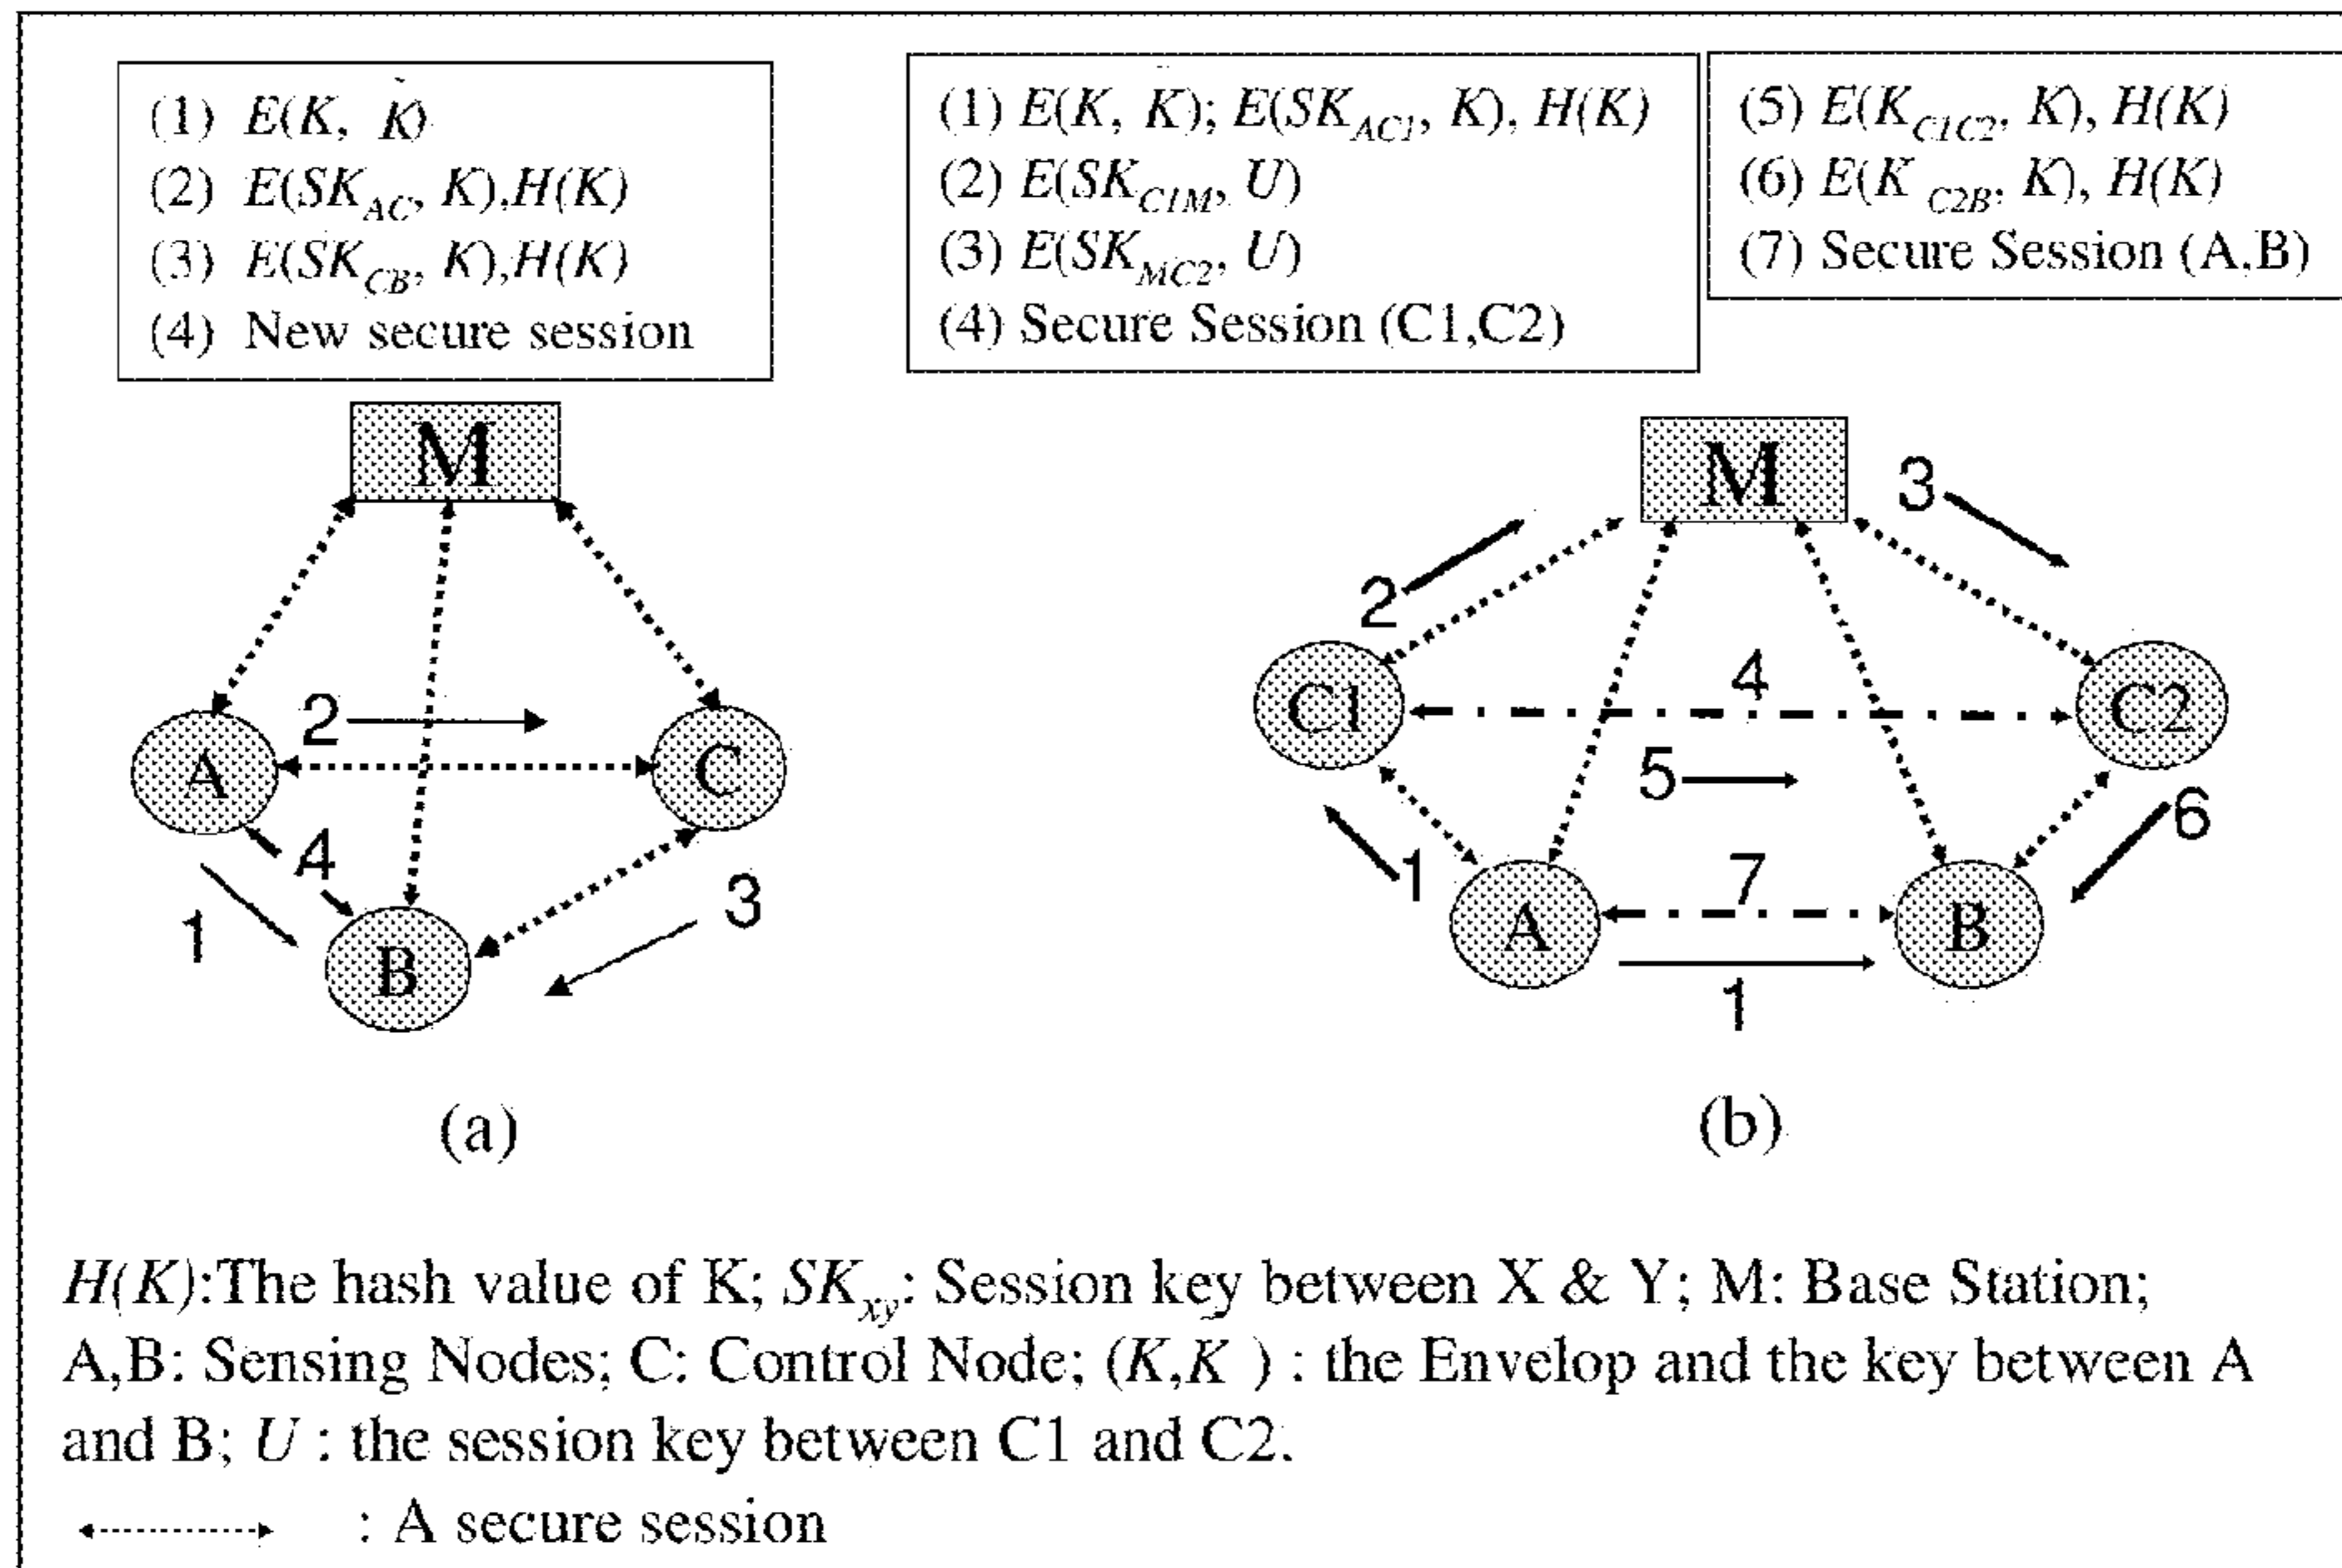 (1) E(K, K̃)
(2) E(SK_AC, K),H(K)
(3) E(SK_CB, K),H(K)
(4) New secure session
(1) E(K, K̃); E(SK_AC1, K), H(K)
(2) E(SK_C1M, U)
(3) E(SK_MC2, U)
(4) Secure Session (C1,C2)
(5) E(K_C1C2, K), H(K)
(6) E(K_C2B, K), H(K)
(7) Secure Session (A,B)
M
2
A
C
4
1
3
B
(a)
M
3
2
C1
4
C2
5
6
1
7
A
B
1
(b)
H(K):The hash value of K; SK_xy: Session key between X & Y; M: Base Station;
A,B: Sensing Nodes; C: Control Node; (K,K̃ ) : the Envelop and the key between A
and B; U : the session key between C1 and C2.
: A secure session